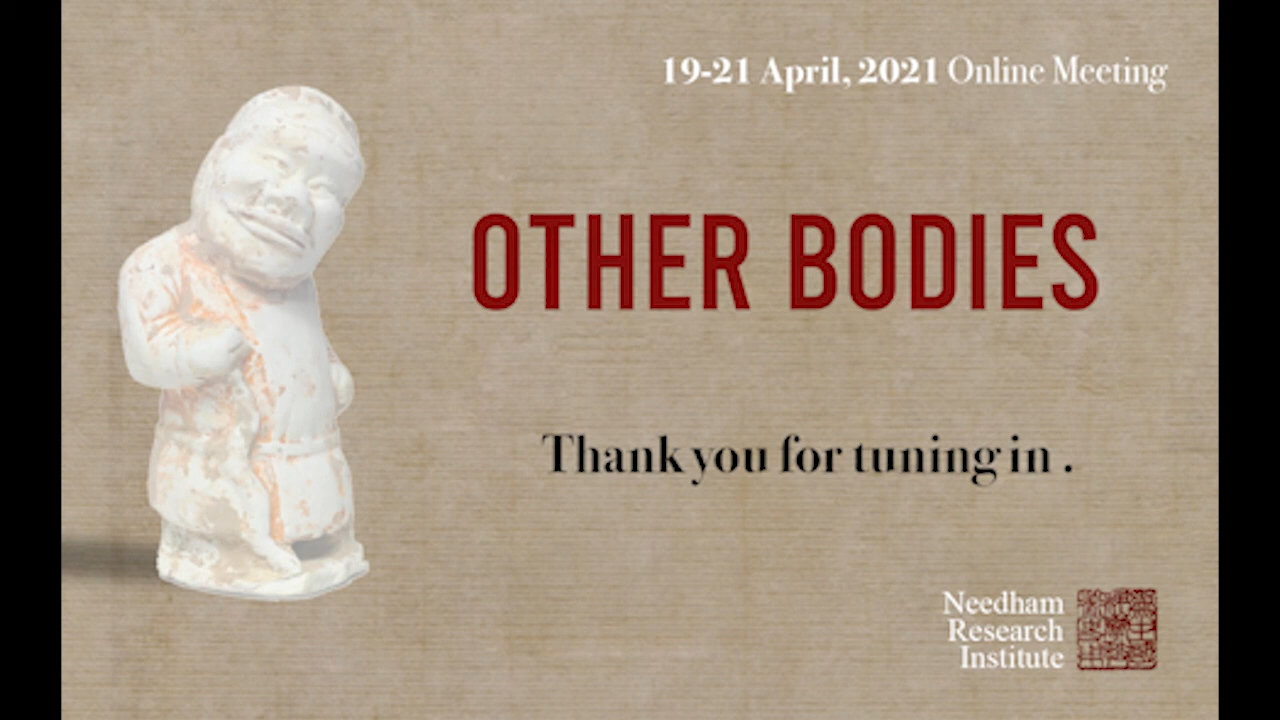 19-21 April, 2021 Online Meeting
OTHER BODIES
Thank you for tuning in .
Needham
Research
Institute